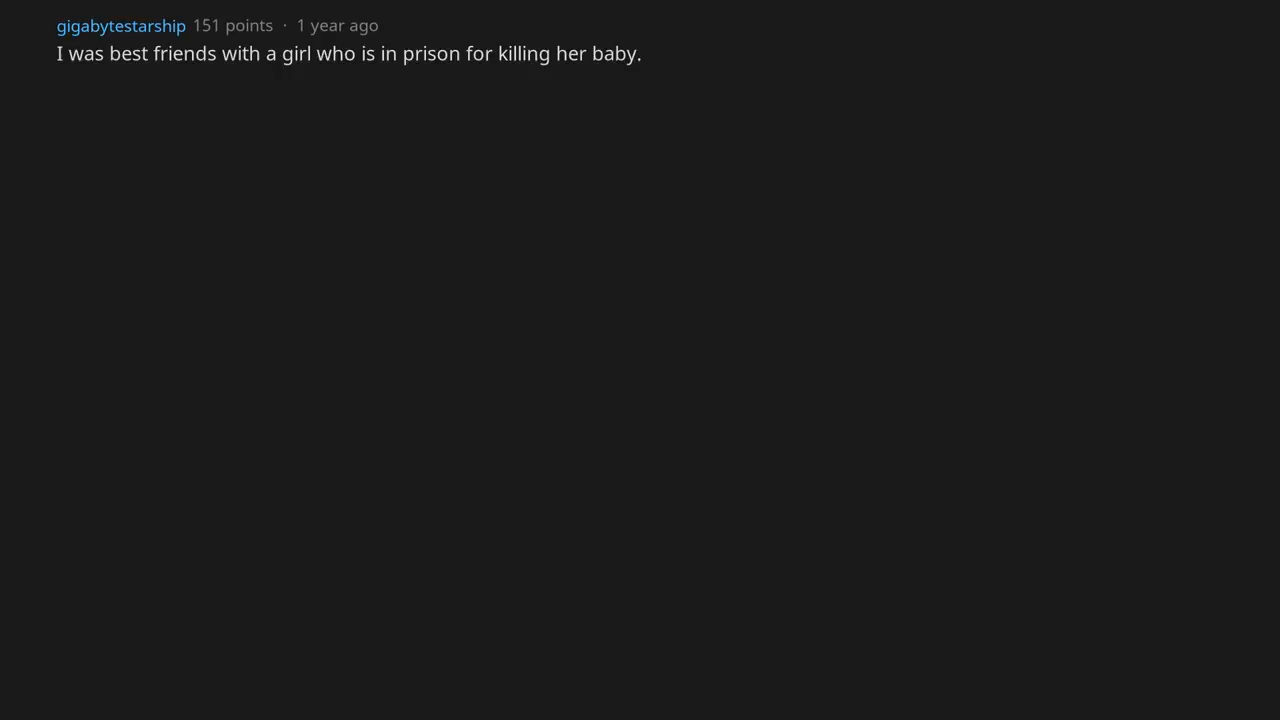 gigabytestarship 151 points · 1 year ago
I was best friends with a girl who is in prison for killing her baby.